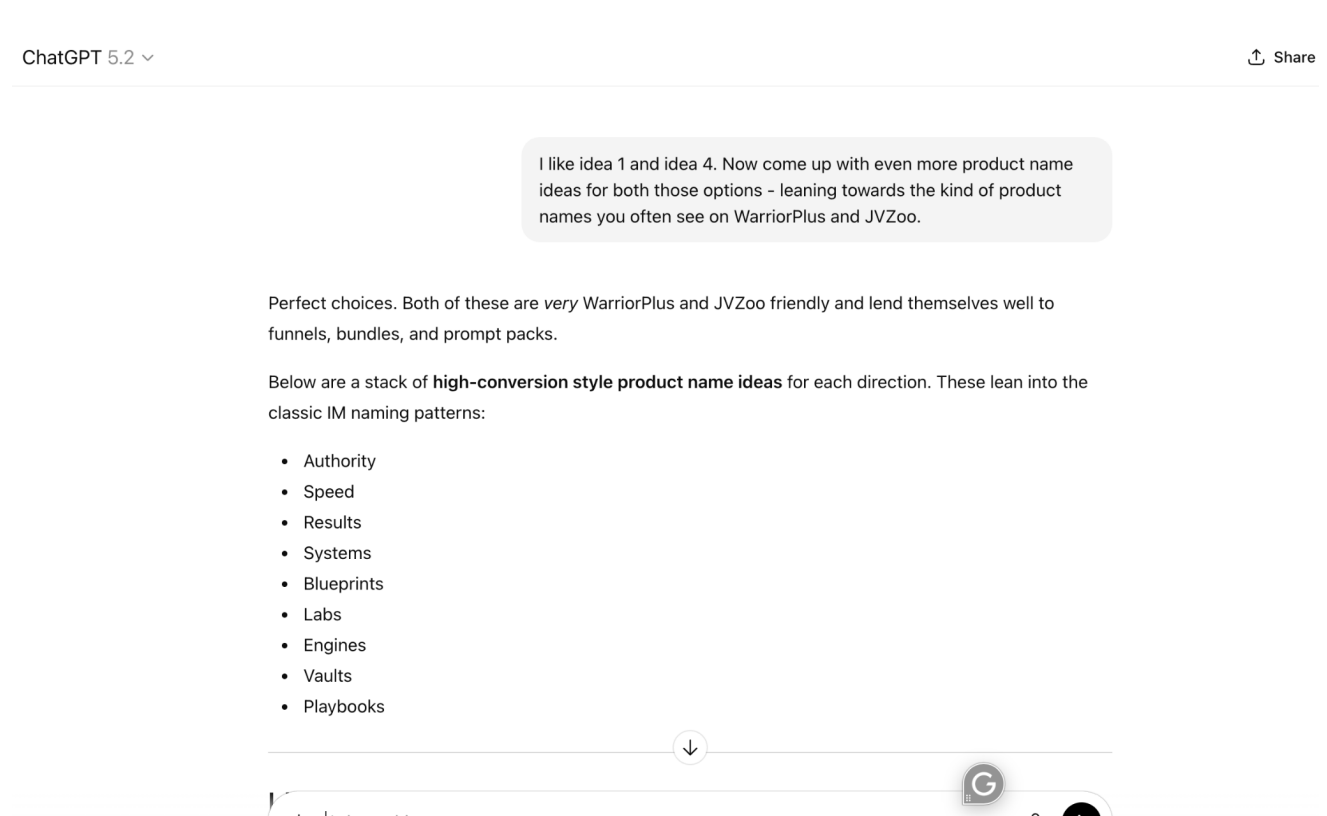 ChatGPT 5.2
Share
I like idea 1 and idea 4. Now come up with even more product name
ideas for both those options - leaning towards the kind of product
names you often see on WarriorPlus and JVZoo.
Perfect choices. Both of these are very WarriorPlus and JVZoo friendly and lend themselves well to
funnels, bundles, and prompt packs.
Below are a stack of high-conversion style product name ideas for each direction. These lean into the
classic IM naming patterns:
Authority
Speed
Results
Systems
Blueprints
Labs
Engines
Vaults
Playbooks
G